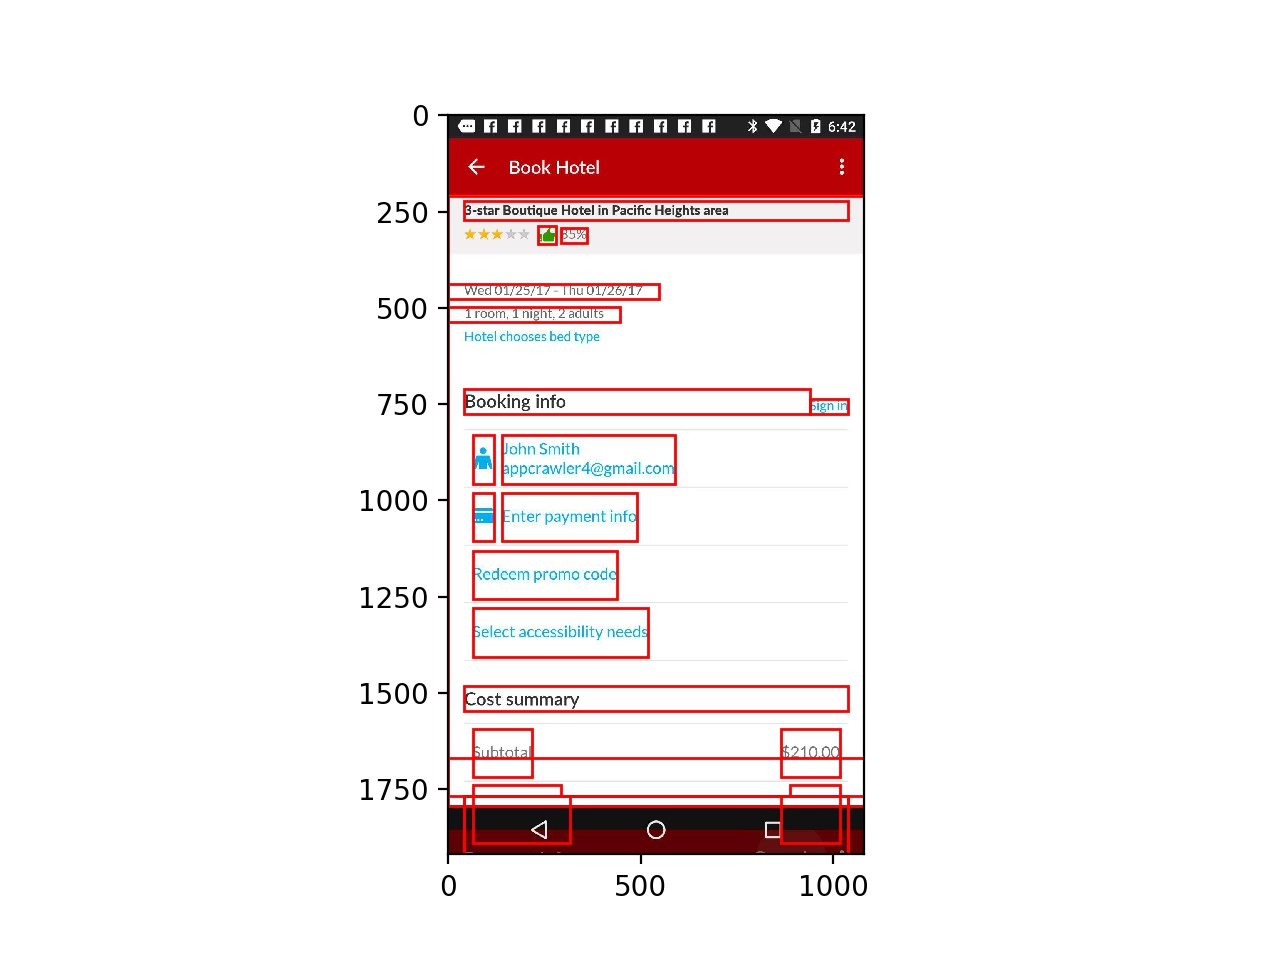 0
250
500
750
1000
1250
1500
1750
0
500
1000
6:42
Book Hotel
3-star Boutique Hotel in Pacific Heights area
85%
Wed 01/25/17 - Thu 01/26/17
1 room, 1 night, 2 adults
Hotel chooses bed type
Booking info
Sign in
John Smith
appcrawler4@gmail.com
Enter payment info
Redeem promo code
Select accessibility needs
Cost summary
Subtotal
$210.00